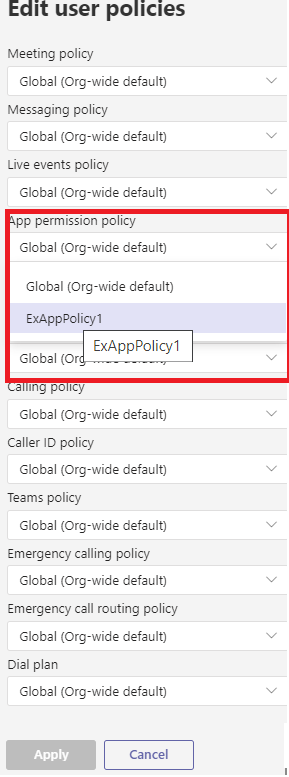 Edit user policies
Meeting policy
Global (Org-wide default)
Messaging policy
Global (Org-wide default)
Live events policy
Global (Org-wide default)
App permission policy
Global (Org-wide default)
Global (Org-wide default)
ExAppPolicy1
ExAppPolicy1
Global (Org-wide default)
Calling policy
Global (Org-wide default)
Caller ID policy
Global (Org-wide default)
Teams policy
Global (Org-wide default)
Emergency calling policy
Global (Org-wide default)
Emergency call routing policy
Global (Org-wide default)
Dial plan
Global (Org-wide default)
Apply Cancel